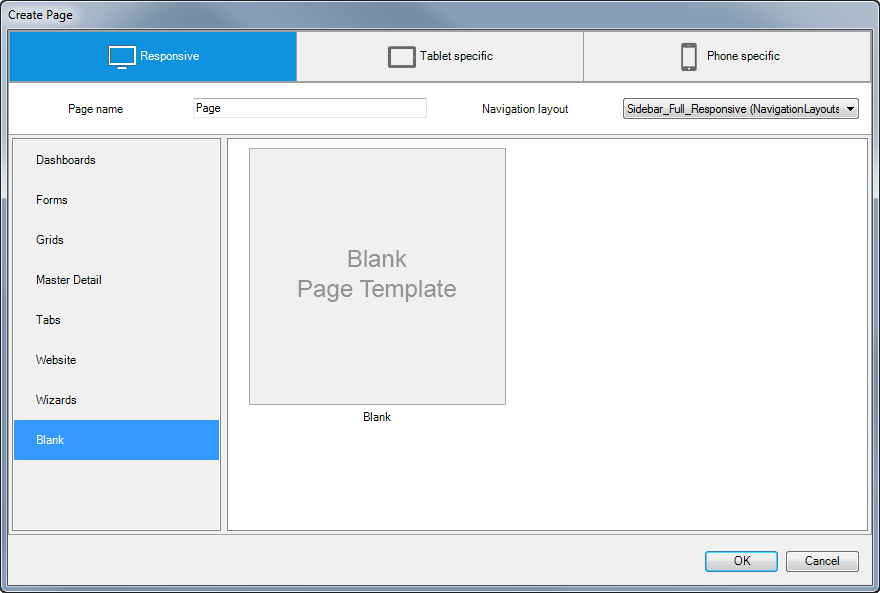 Create Page
Responsive
Tablet specific
Phone specific
Page name
Page
Navigation layout
Sidebar_Full_Responsive (NavigationLayouts
Dashboards
Forms
Grids
Master Detail
Tabs
Website
Wizards
Blank
Blank
Page Template
Blank
OK
Cancel